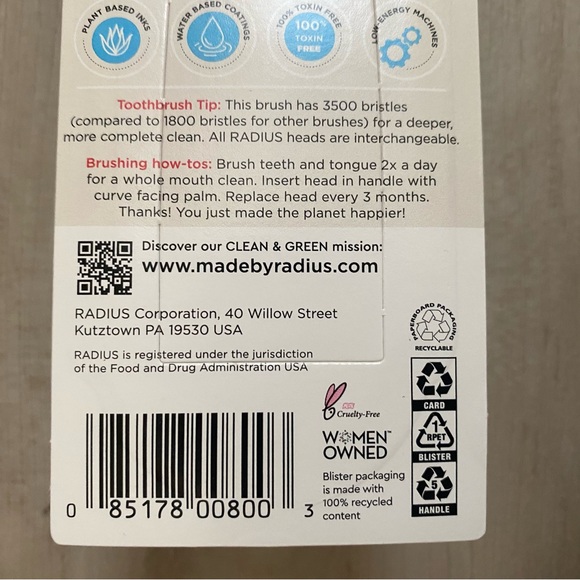 PLANT BASED INKS
WATER BASED COATINGS
100% TOXIN FREE
100%
TOXIN
FREE
LOW-ENERGY MACHINES
Toothbrush Tip: This brush has 3500 bristles
(compared to 1800 bristles for other brushes) for a deeper,
more complete clean. All RADIUS heads are interchangeable.
Brushing how-tos: Brush teeth and tongue 2x a day
for a whole mouth clean. Insert head in handle with
curve facing palm. Replace head every 3 months.
Thanks! You just made the planet happier!
Discover our CLEAN & GREEN mission:
www.madebyradius.com
RADIUS Corporation, 40 Willow Street
Kutztown PA 19530 USA
RADIUS is registered under the jurisdiction
of the Food and Drug Administration USA
PAPERBOARD PACKAGING
RECYCLABLE
CARD
1
RPET
BLISTER
5
HANDLE
Cruelty-Free
WOMEN™
OWNED
Blister packaging
is made with
100% recycled
content
0 85178 00800 3